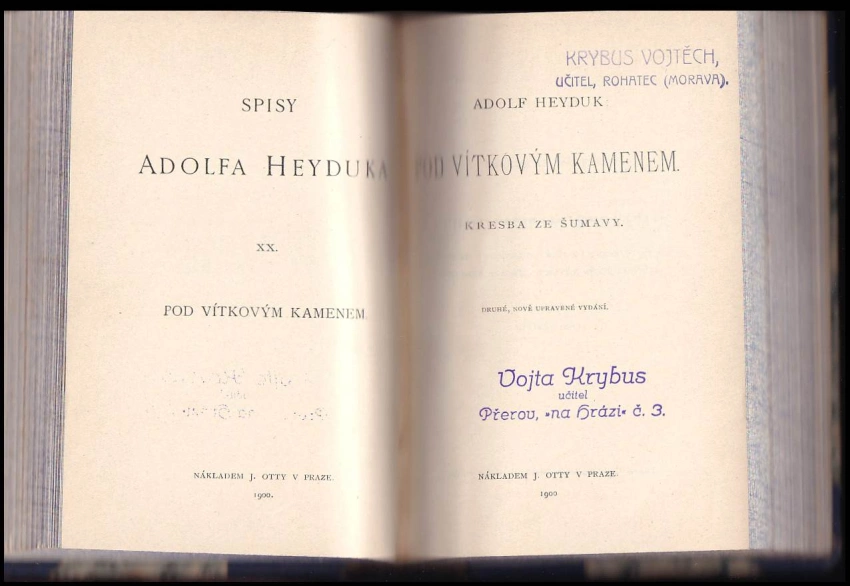 SPISY
ADOLFA HEYDUKA
XX.
POD VÍTKOVÝM KAMENEM.
NÁKLADEM J. OTTY V PRAZE.
1900.
KRYBUS VOJTĚCH,
UČITEL, ROHATEC (MORAVA).
ADOLF HEYDUK:
POD VÍTKOVÝM KAMENEM.
KRESBA ZE ŠUMAVY.
DRUHÉ, NOVĚ UPRAVENÉ VYDÁNÍ.
Vojta Krybus
učitel
Přerov, „na Hrázi“ č. 3.
NÁKLADEM J. OTTY V PRAZE.
1900